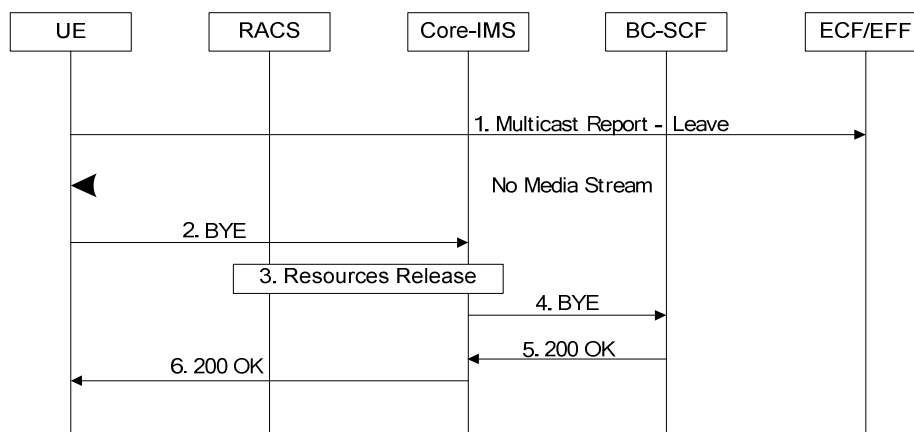 UE
RACS
Core-IMS
BC-SCF
ECF/EFF
1. Multicast Report - Leave
No Media Stream
2. BYE
3. Resources Release
4. BYE
5. 200 OK
6. 200 OK